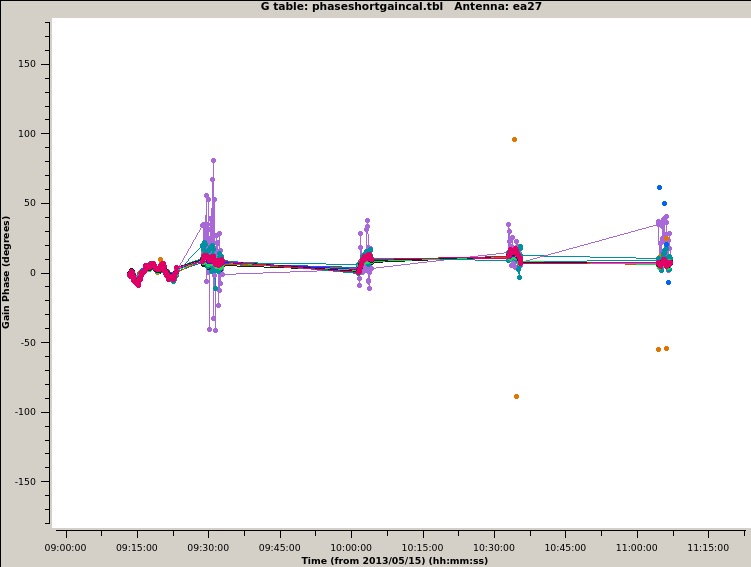 G table: phaseshortgaincal.tbl   Antenna: ea27
150
100
50
0
-50
-100
-150
Gain Phase (degrees)
09:00:00 09:15:00 09:30:00 09:45:00 10:00:00 10:15:00 10:30:00 10:45:00 11:00:00 11:15:00
Time (from 2013/05/15) (hh:mm:ss)